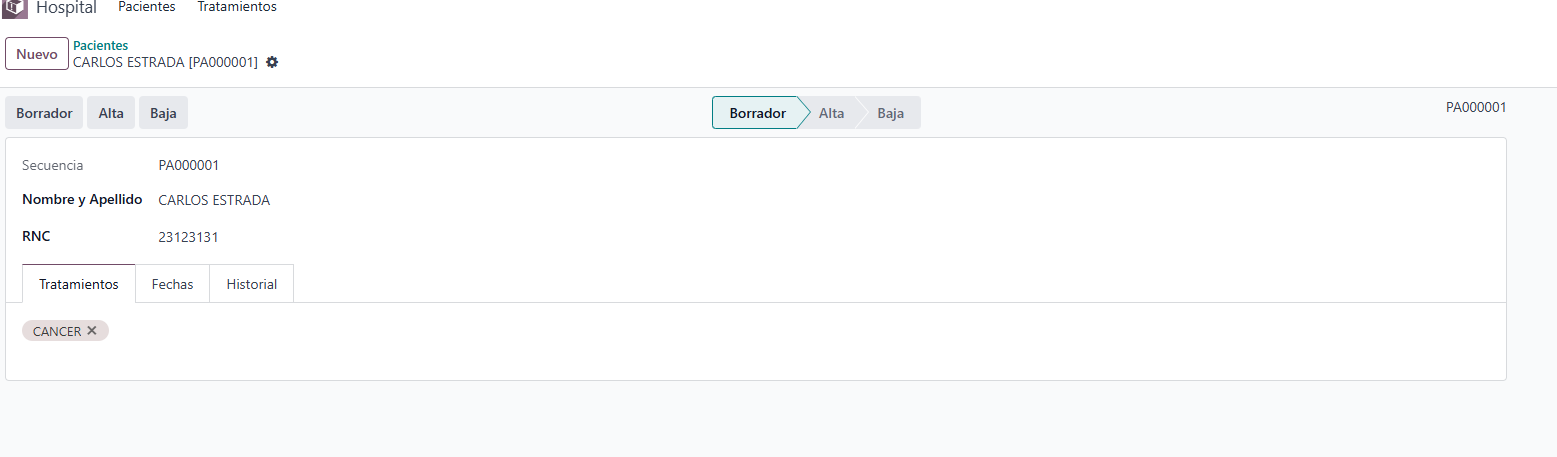 Hospital Pacientes Tratamientos
Nuevo
Pacientes
CARLOS ESTRADA [PA000001]
Borrador Alta Baja
Borrador Alta Baja
PA000001
Secuencia PA000001
Nombre y Apellido CARLOS ESTRADA
RNC 23123131
Tratamientos Fechas Historial
CANCER ✕